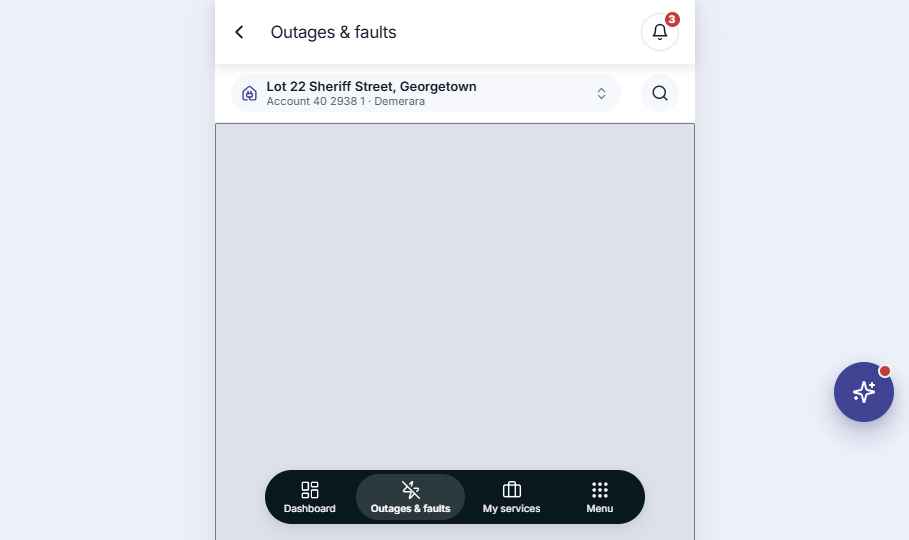 Outages & faults
3
Lot 22 Sheriff Street, Georgetown
Account 40 2938 1 · Demerara
Dashboard
Outages & faults
My services
Menu